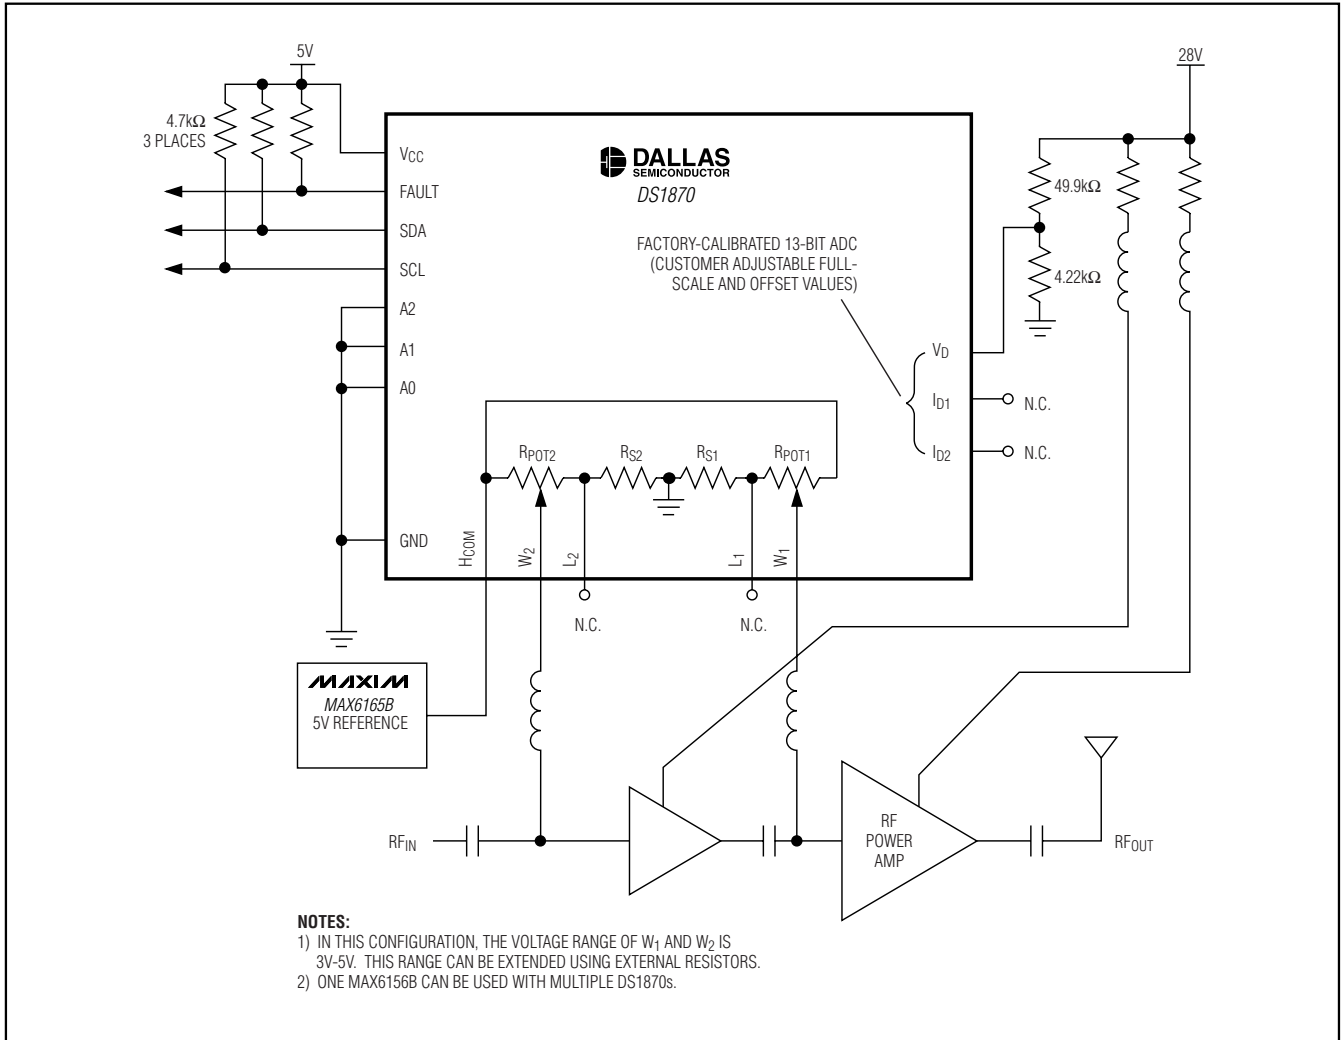 5V
28V
4.7kΩ
3 PLACES
VCC
FAULT
SDA
SCL
A2
A1
A0
GND
DALLAS
SEMICONDUCTOR
DS1870
FACTORY-CALIBRATED 13-BIT ADC
(CUSTOMER ADJUSTABLE FULL-
SCALE AND OFFSET VALUES)
49.9kΩ
4.22kΩ
VD
ID1
N.C.
ID2
N.C.
RPOT2
RS2
RS1
RPOT1
HCOM
W2
L2
L1
W1
N.C.
N.C.
MAXIM
MAX6165B
5V REFERENCE
RFIN
RF
POWER
AMP
RFOUT
NOTES:
1) IN THIS CONFIGURATION, THE VOLTAGE RANGE OF W1 AND W2 IS
3V-5V. THIS RANGE CAN BE EXTENDED USING EXTERNAL RESISTORS.
2) ONE MAX6156B CAN BE USED WITH MULTIPLE DS1870s.